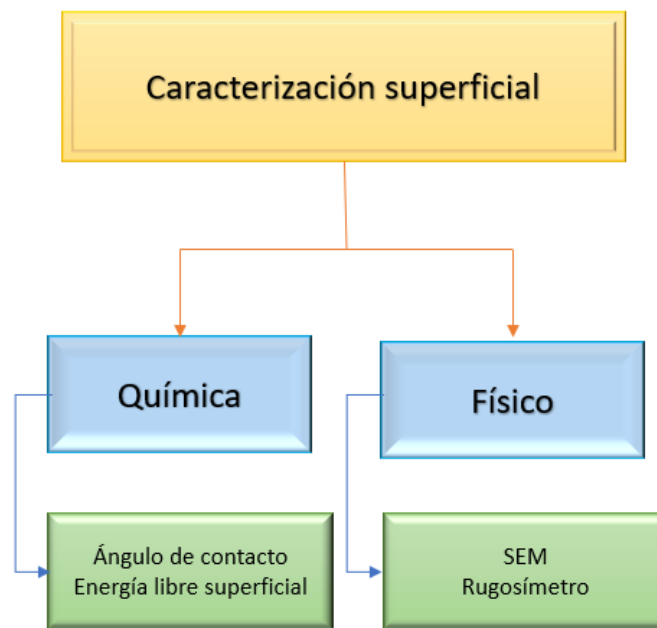 Caracterización superficial
Química
Físico
Ángulo de contacto
Energía libre superficial
SEM
Rugosímetro